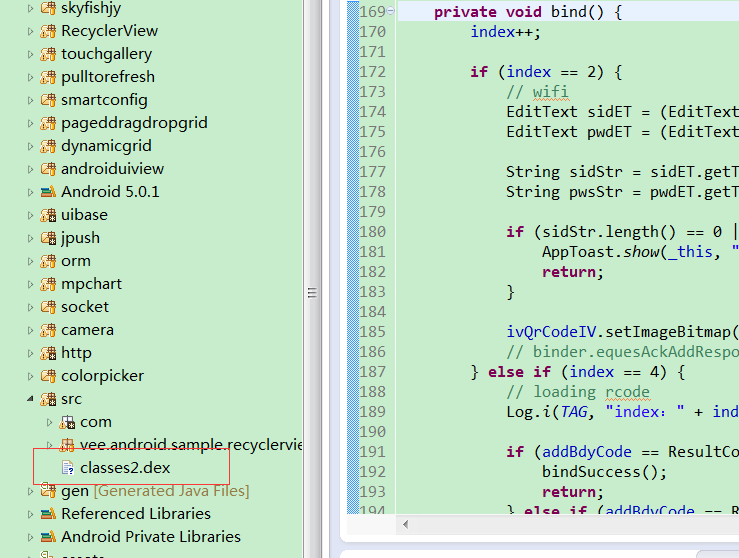 skyfishjy
RecyclerView
touchgallery
pulltorefresh
smartconfig
pageddragdropgrid
dynamicgrid
androiduiview
Android 5.0.1
uibase
jpush
orm
mpchart
socket
camera
http
colorpicker
src
com
vee.android.sample.recyclervie
classes2.dex
gen [Generated Java Files]
Referenced Libraries
Android Private Libraries
assets
169 private void bind() {
170 index++;
171
172 if (index == 2) {
173 // wifi
174 EditText sidET = (EditText
175 EditText pwdET = (EditText
176
177 String sidStr = sidET.getT
178 String pwsStr = pwdET.getT
179
180 if (sidStr.length() == 0 |
181 AppToast.show(_this, "
182 return;
183 }
184
185 ivQrCodeIV.setImageBitmap(
186 // binder.equesAckAddRespo
187 } else if (index == 4) {
188 // loading rcode
189 Log.i(TAG, "index：" + ind
190
191 if (addBdyCode == ResultCo
192 bindSuccess();
193 return;
194 } else if (addBdyCode == R